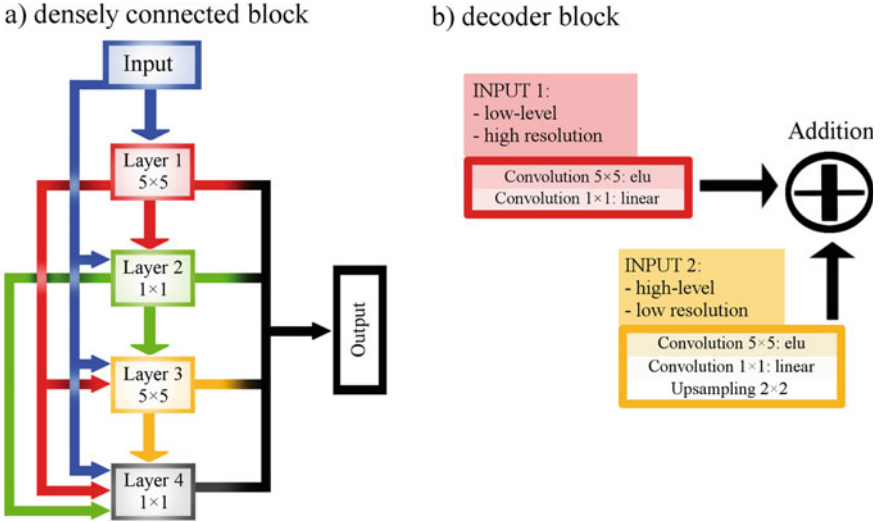 a) densely connected block
Input
Layer 1
5×5
Layer 2
1×1
Layer 3
5×5
Layer 4
1×1
Output
b) decoder block
INPUT 1:
- low-level
- high resolution
Convolution 5×5: elu
Convolution 1×1: linear
Addition
INPUT 2:
- high-level
- low resolution
Convolution 5×5: elu
Convolution 1×1: linear
Upsampling 2×2